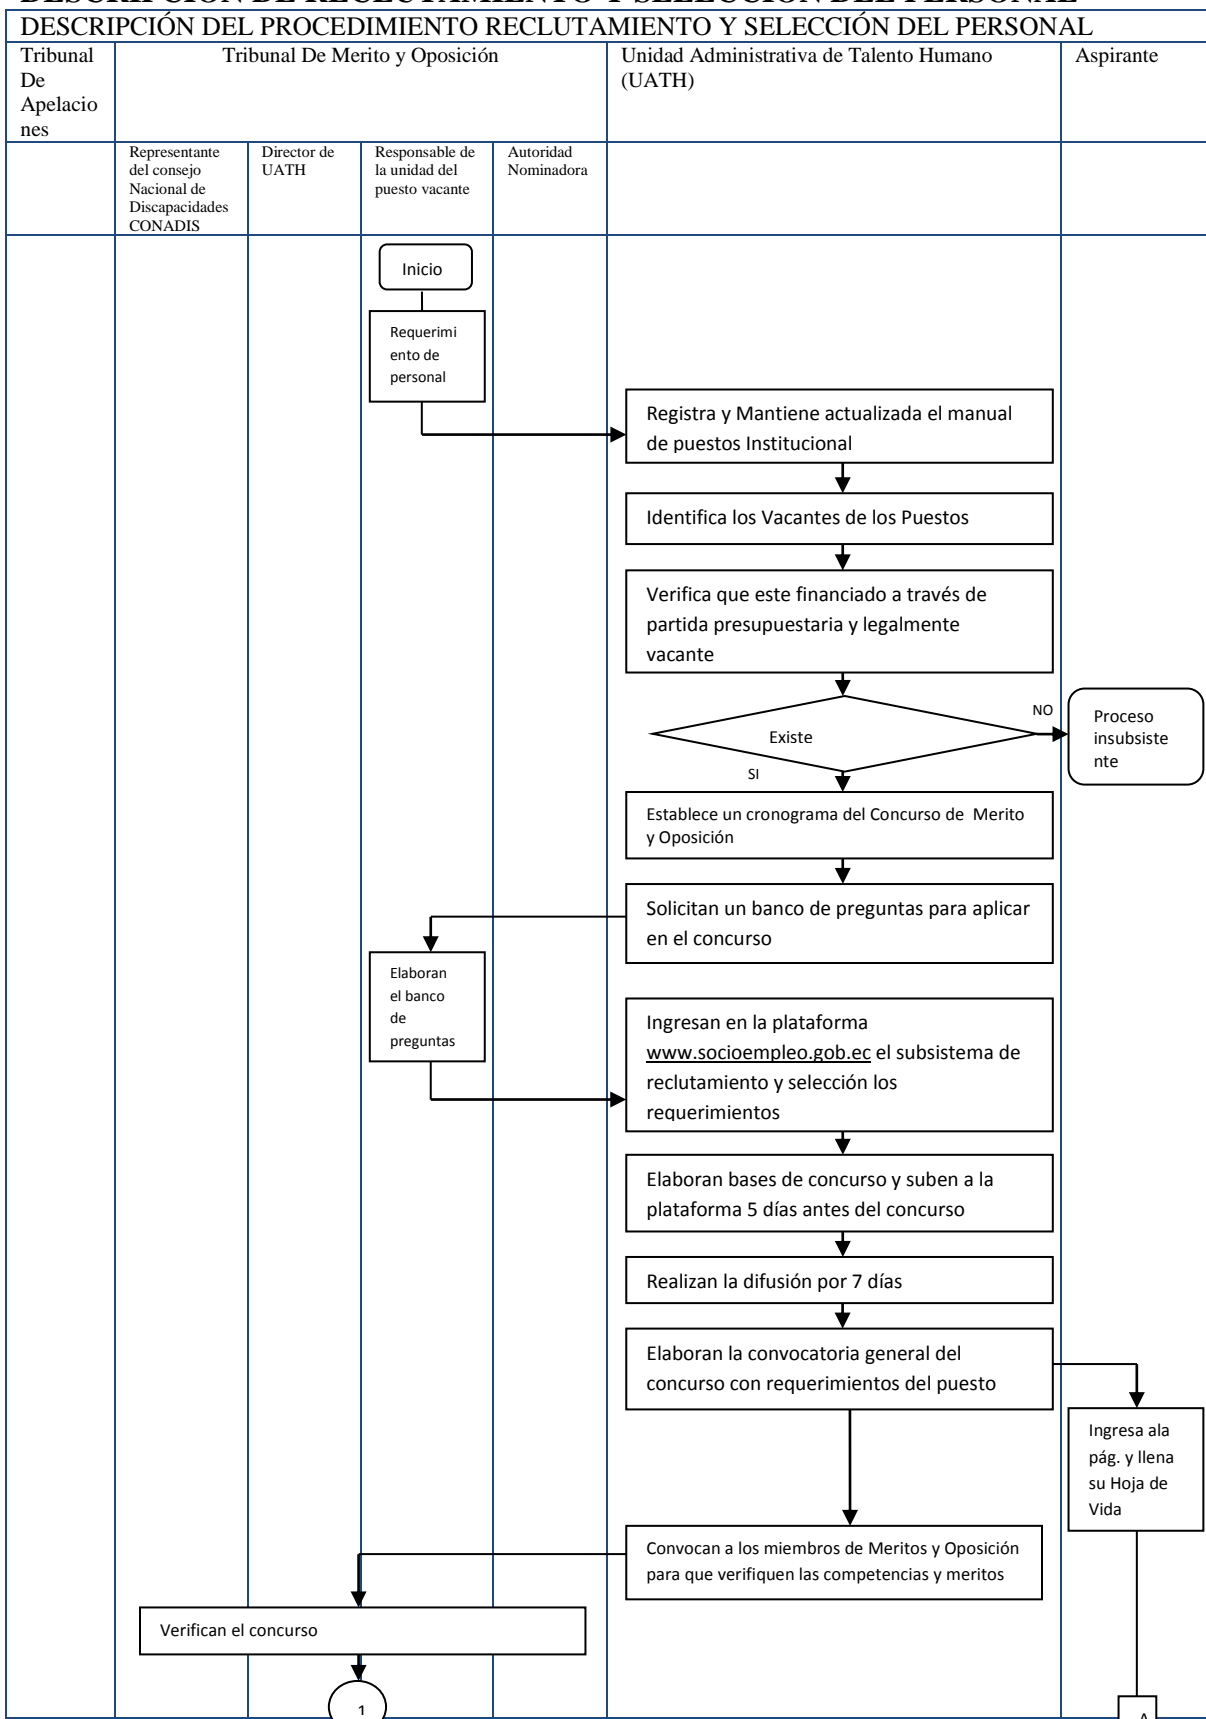 DESCRIPCIÓN DE RECLUTAMIENTO Y SELECCIÓN DEL PERSONAL
DESCRIPCIÓN DEL PROCEDIMIENTO RECLUTAMIENTO Y SELECCIÓN DEL PERSONAL
Tribunal
De
Apelacio
nes
Tribunal De Merito y Oposición
Unidad Administrativa de Talento Humano
(UATH)
Aspirante
Representante
del consejo
Nacional de
Discapacidades
CONADIS
Director de
UATH
Responsable de
la unidad del
puesto vacante
Autoridad
Nominadora
Inicio
Requerimi
ento de
personal
Registra y Mantiene actualizada el manual
de puestos Institucional
Identifica los Vacantes de los Puestos
Verifica que este financiado a través de
partida presupuestaria y legalmente
vacante
Existe
NO
Proceso
insubsiste
nte
SI
Establece un cronograma del Concurso de Merito
y Oposición
Solicitan un banco de preguntas para aplicar
en el concurso
Elaboran
el banco
de
preguntas
Ingresan en la plataforma
www.socioempleo.gob.ec el subsistema de
reclutamiento y selección los
requerimientos
Elaboran bases de concurso y suben a la
plataforma 5 días antes del concurso
Realizan la difusión por 7 días
Elaboran la convocatoria general del
concurso con requerimientos del puesto
Ingresa ala
pág. y llena
su Hoja de
Vida
Convocan a los miembros de Meritos y Oposición
para que verifiquen las competencias y meritos
Verifican el concurso
1
A